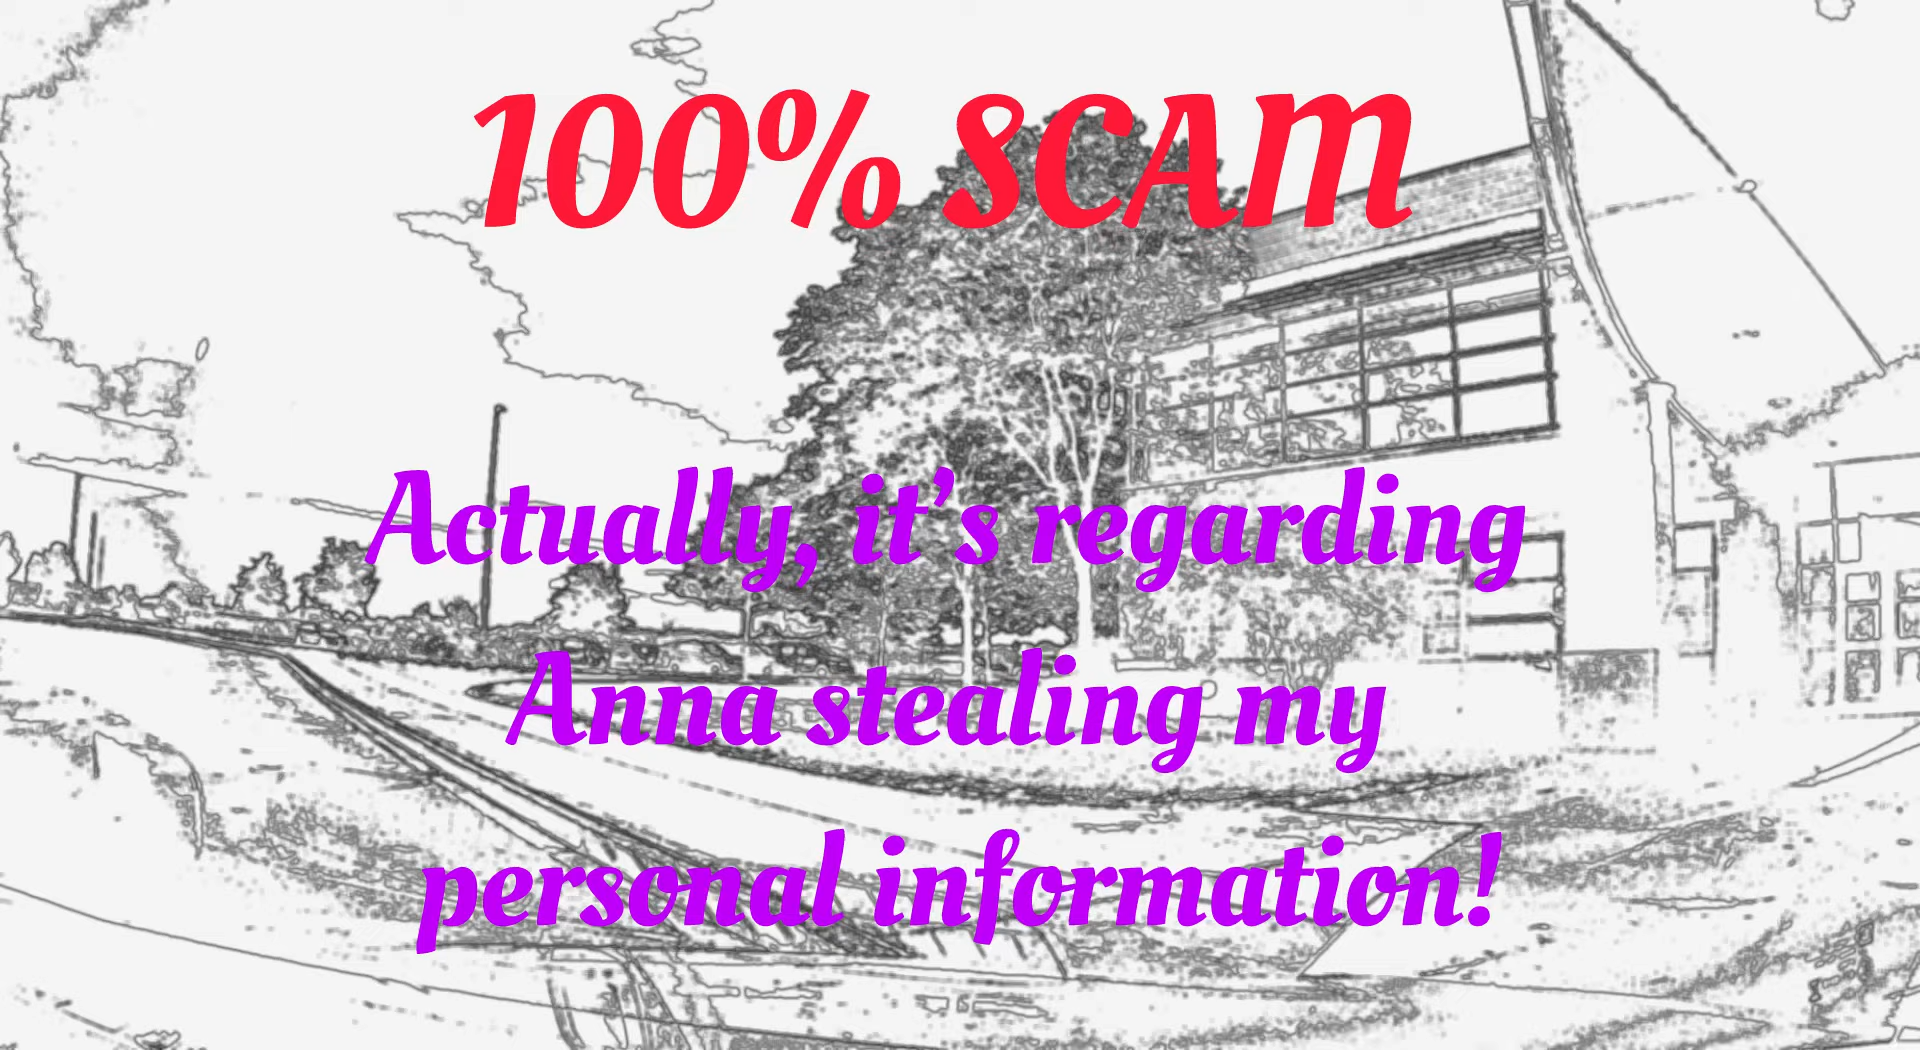 100% SCAM
Actually, it’s regarding
Anna stealing my
personal information!